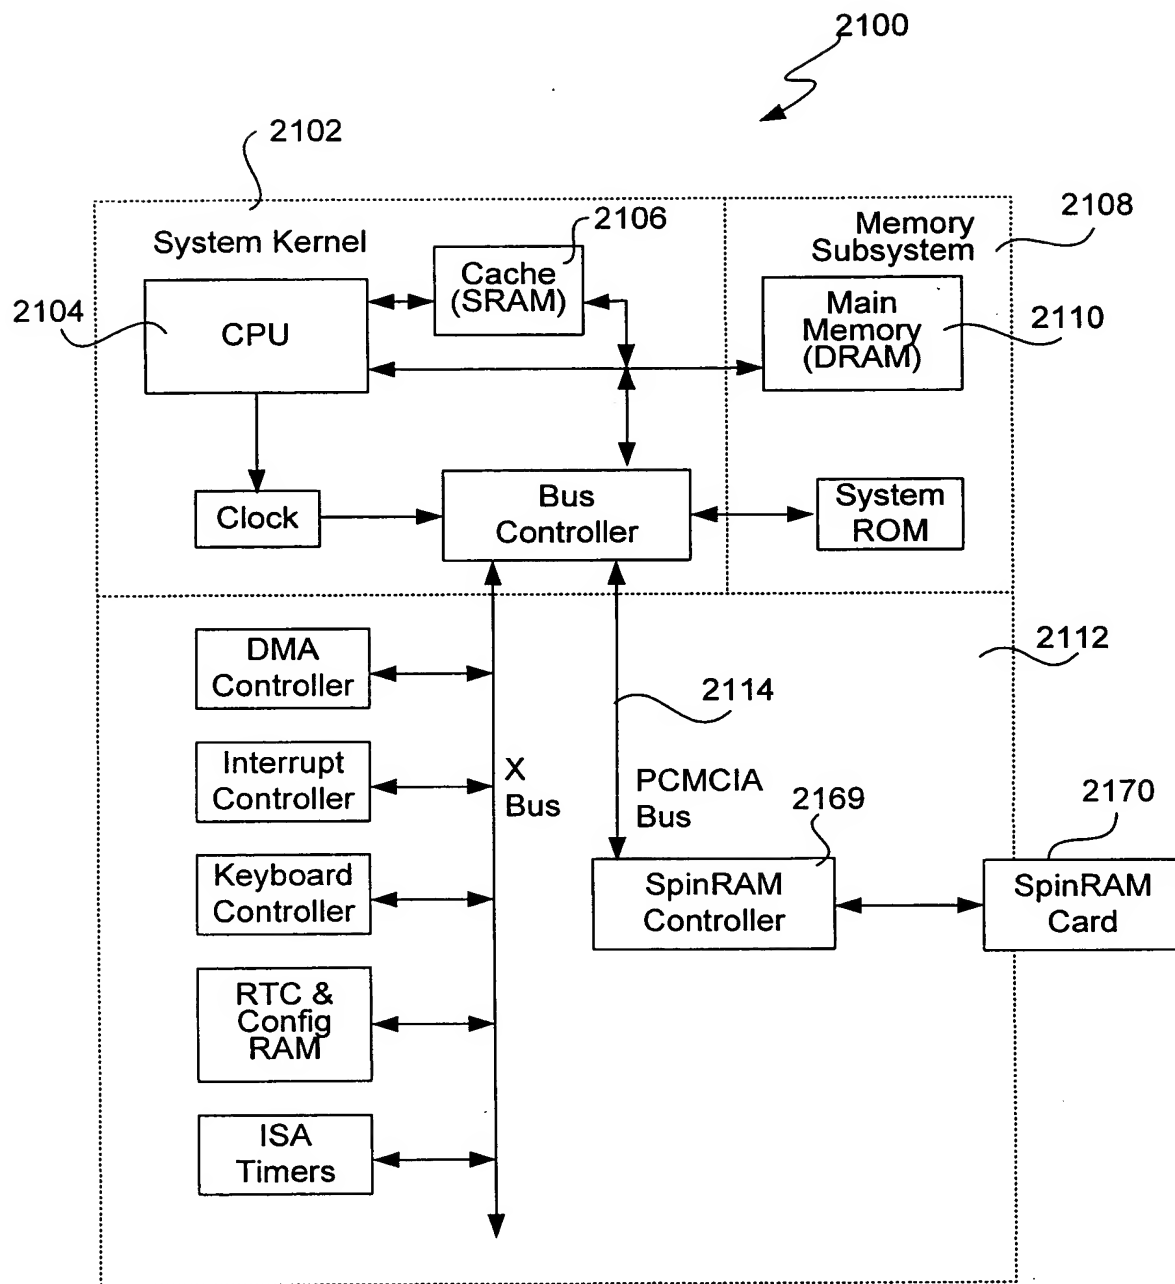 2100
2102
2106
Memory
Subsystem
2108
System Kernel
Cache
(SRAM)
2104
CPU
Main
Memory
(DRAM)
2110
Clock
Bus
Controller
System
ROM
DMA
Controller
2112
2114
Interrupt
Controller
X
Bus
PCMCIA
Bus
2169
2170
Keyboard
Controller
SpinRAM
Controller
SpinRAM
Card
RTC &
Config
RAM
ISA
Timers